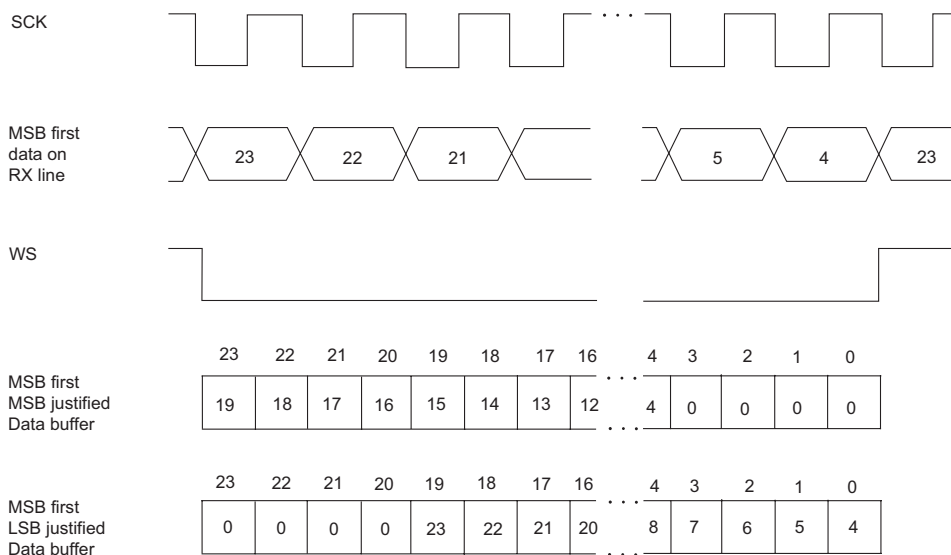 SCK
. . .
MSB first
data on
RX line
23 22 21 5 4 23
WS
23 22 21 20 19 18 17 16 4 3 2 1 0
MSB first
MSB justified
Data buffer
. . .
19 18 17 16 15 14 13 12 4 0 0 0 0
. . .
23 22 21 20 19 18 17 16 4 3 2 1 0
MSB first
LSB justified
Data buffer
. . .
0 0 0 0 23 22 21 20 8 7 6 5 4
. . .